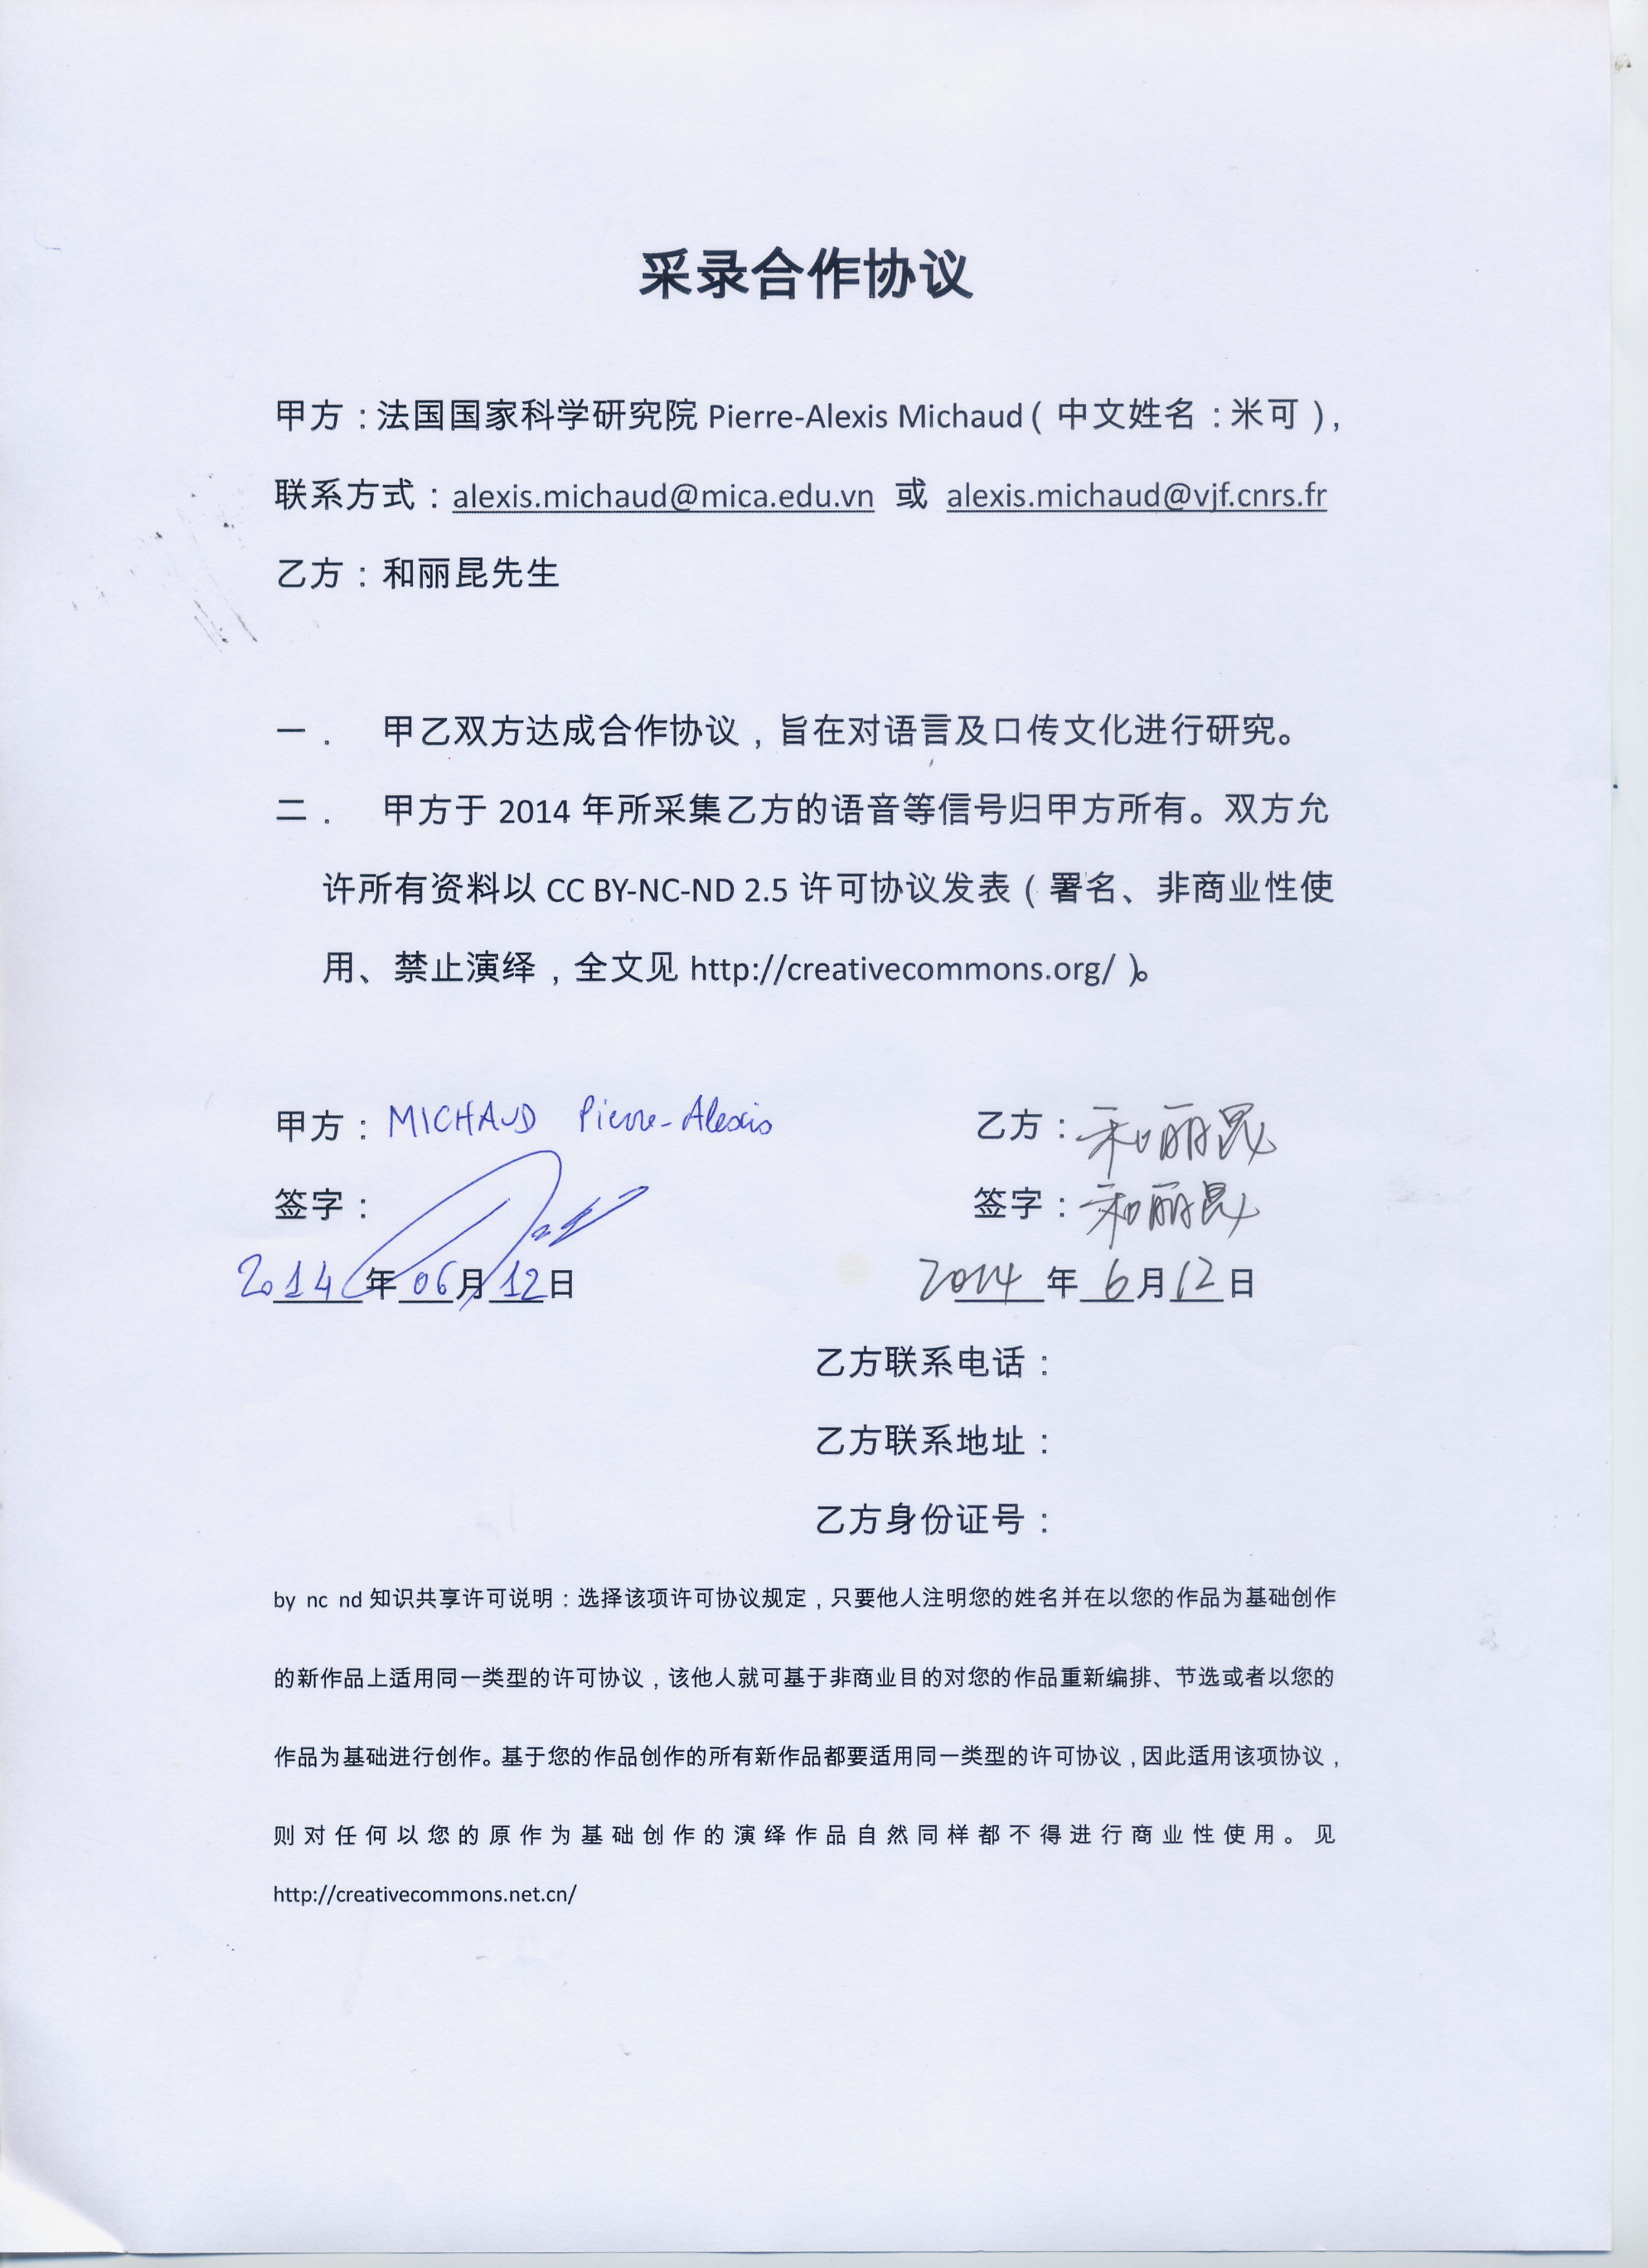 采录合作协议
甲方：法国国家科学研究院 Pierre-Alexis Michaud（中文姓名：米可），
联系方式：alexis.michaud@mica.edu.vn 或 alexis.michaud@vjf.cnrs.fr
乙方：和丽昆先生
一． 甲乙双方达成合作协议，旨在对语言及口传文化进行研究。
二． 甲方于 2014 年所采集乙方的语音等信号归甲方所有。双方允
许所有资料以 CC BY-NC-ND 2.5 许可协议发表（署名、非商业性使
用、禁止演绎，全文见 http://creativecommons.org/ ）。
甲方：MICHAUD Pierre-Alexis 乙方：和丽昆
签字： 签字：和丽昆
2014 年 06 月 12 日 2014 年 6 月 12 日
乙方联系电话：
乙方联系地址：
乙方身份证号：
by nc nd 知识共享许可说明：选择该项许可协议规定，只要他人注明您的姓名并在以您的作品为基础创作
的新作品上适用同一类型的许可协议，该他人就可基于非商业目的对您的作品重新编排、节选或者以您的
作品为基础进行创作。基于您的作品创作的所有新作品都要适用同一类型的许可协议，因此适用该项协议，
则对任何以您的原作为基础创作的演绎作品自然同样都不得进行商业性使用。见
http://creativecommons.net.cn/